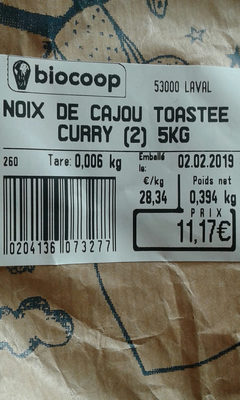 biocoop
53000 LAVAL
NOIX DE CAJOU TOASTEE
CURRY (2) 5KG
260 Tare: 0,006 kg Emballé le: 02.02.2019
€/kg Poids net
28,34 0,394 kg
PRIX
11,17€
0204136 073277